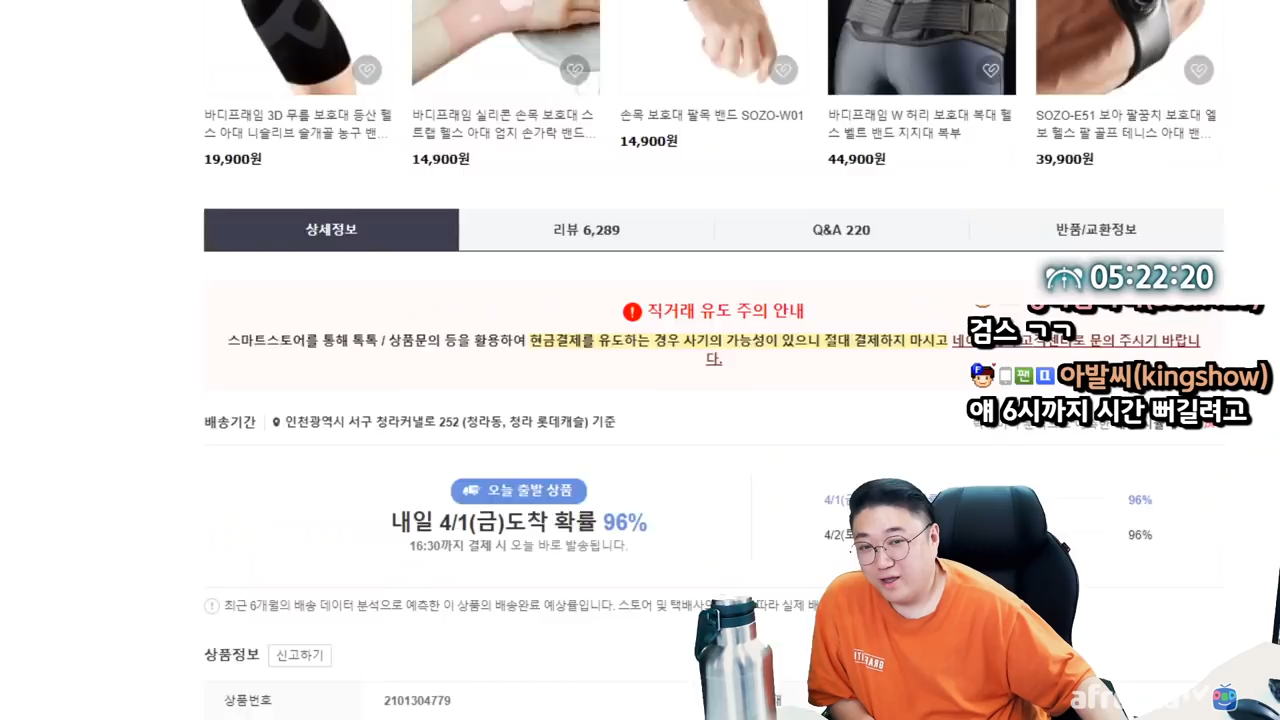 바디프래임 3D 무릎 보호대 등산 헬
스 아대 니슬리브 슬개골 농구 밴...
19,900원
바디프래임 실리콘 손목 보호대 스
트랩 헬스 아대 엄지 손가락 밴드...
14,900원
손목 보호대 팔목 밴드 SOZO-W01
14,900원
바디프래임 W 허리 보호대 복대 헬
스 벨트 밴드 지지대 복부
44,900원
SOZO-E51 보아 팔꿈치 보호대 엘
보 헬스 팔 골프 테니스 아대 밴...
39,900원
상세정보
리뷰 6,289
Q&A 220
반품/교환정보
05:22:20
직거래 유도 주의 안내
검스 ㄱㄱ
스마트스토어를 통해 톡톡 / 상품문의 등을 활용하여 현금결제를 유도하는 경우 사기의 가능성이 있으니 절대 결제하지 마시고 고객센터로 문의 주시기 바랍니
다.
아발씨(kingshow)
얘 6시까지 시간 뻐길려고
배송기간 인천광역시 서구 청라커낼로 252 (청라동, 청라 롯데캐슬) 기준
오늘 출발 상품
내일 4/1(금)도착 확률 96%
16:30까지 결제 시 오늘 바로 발송됩니다.
96%
96%
최근 6개월의 배송 데이터 분석으로 예측한 이 상품의 배송완료 예상률입니다. 스토어 및 택배사의 따라 실제
상품정보
신고하기
상품번호
2101304779
GRAFFITI